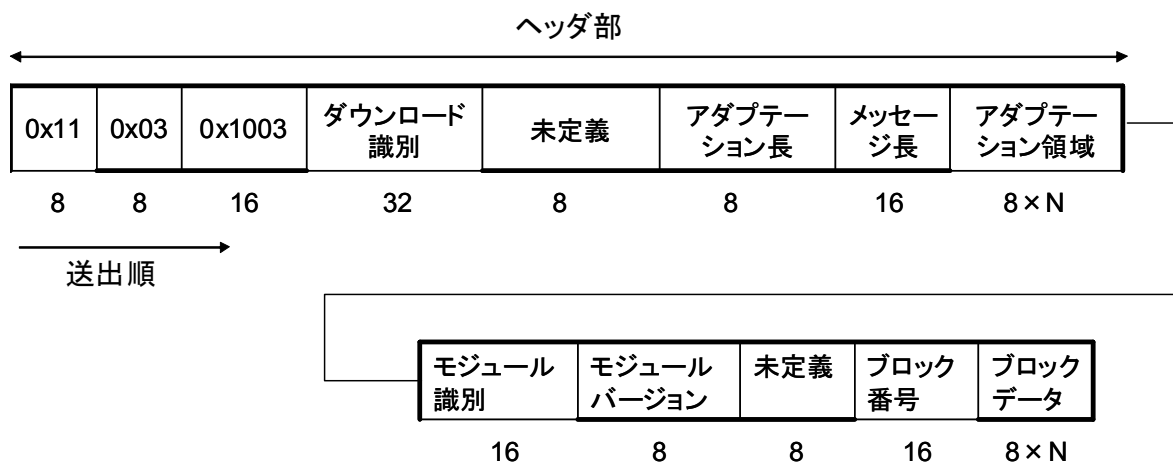 ヘッダ部
0x11 0x03 0x1003 ダウンロード識別 未定義 アダプテーション長 メッセージ長 アダプテーション領域
8 8 16 32 8 8 16 8×N
送出順
モジュール識別 モジュールバージョン 未定義 ブロック番号 ブロックデータ
16 8 8 16 8×N